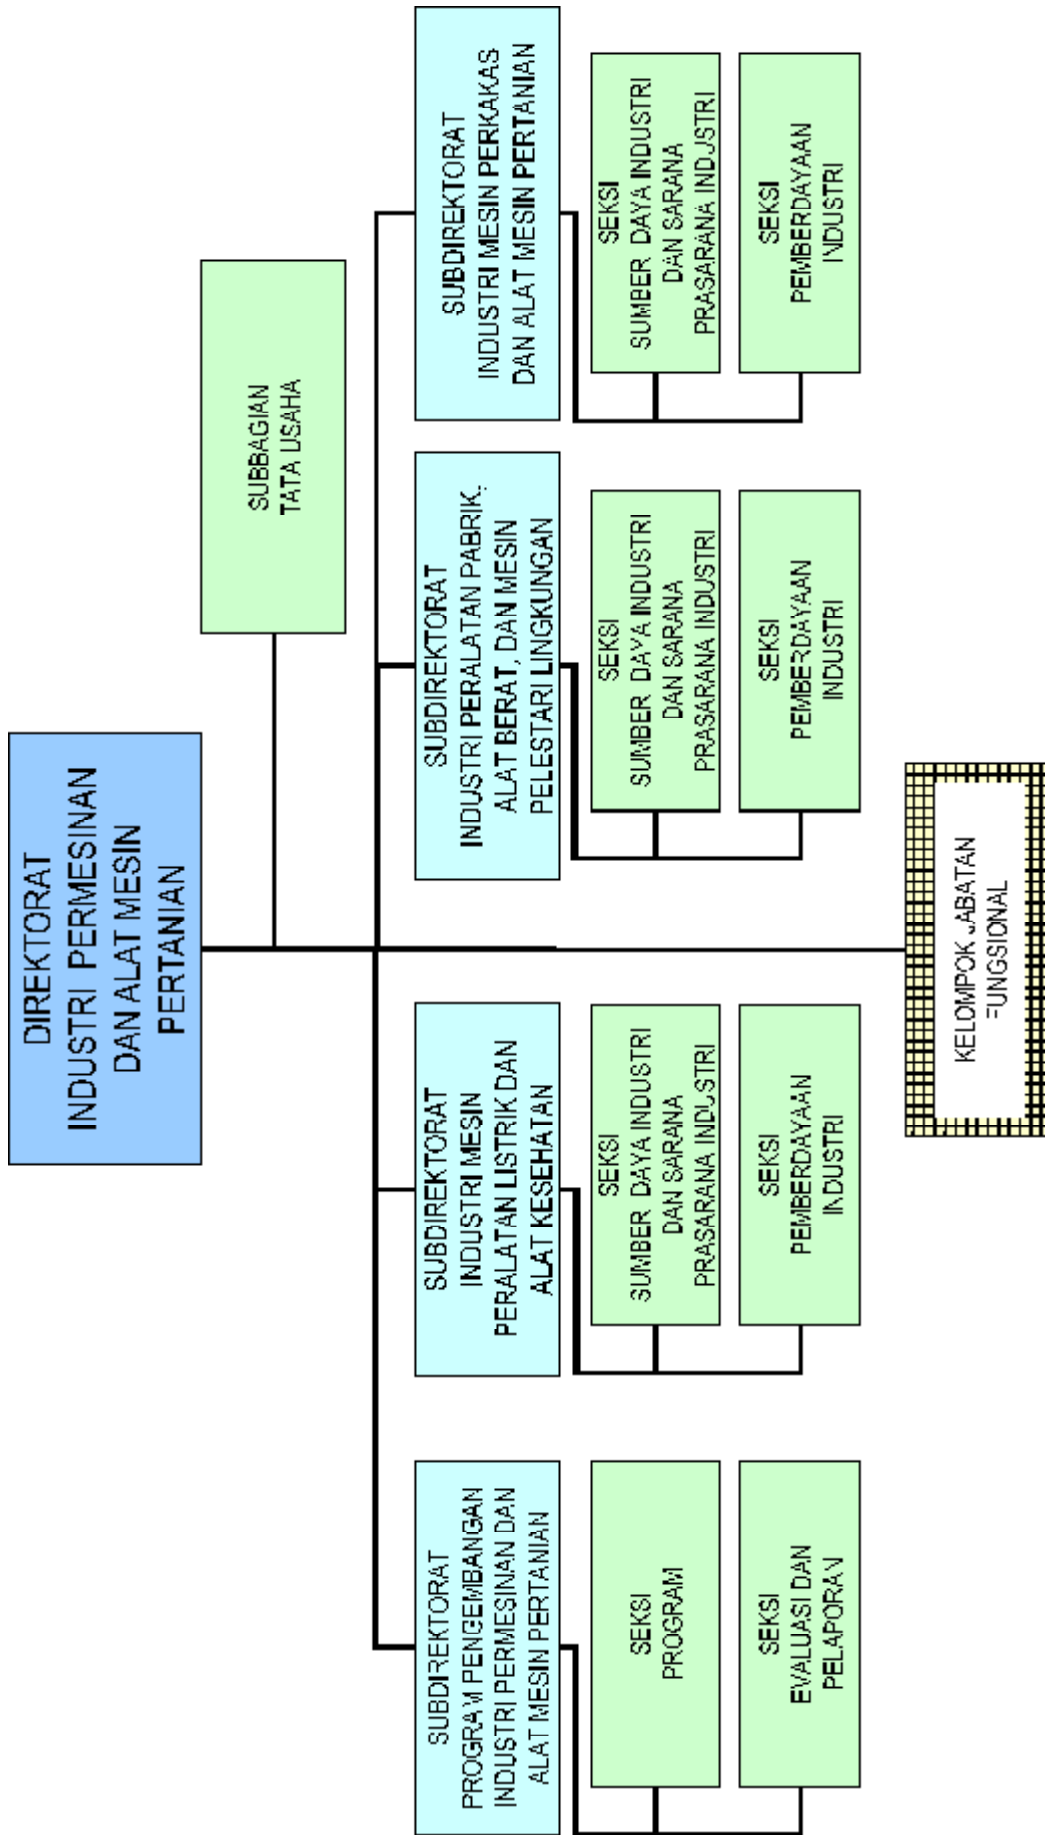 DIREKTORAT
INDUSTRI PERMESINAN
DAN ALAT MESIN
PERTANIAN
SUBBAGIAN
TATA USAHA
SUBDIREKTORAT
PROGRAM PENGEMBANGAN
INDUSTRI PERMESINAN DAN
ALAT MESIN PERTANIAN
SUBDIREKTORAT
INDUSTRI MESIN
PERALATAN LISTRIK DAN
ALAT KESEHATAN
SUBDIREKTORAT
INDUSTRI PERALATAN PABRIK,
ALAT BERAT, DAN MESIN
PELESTARI LINGKUNGAN
SUBDIREKTORAT
INDUSTRI MESIN PERKAKAS
DAN ALAT MESIN PERTANIAN
SEKSI
PROGRAM
SEKSI
SUMBER DAYA INDUSTRI
DAN SARANA
PRASARANA INDUSTRI
SEKSI
SUMBER DAYA INDUSTRI
DAN SARANA
PRASARANA INDUSTRI
SEKSI
SUMBER DAYA INDUSTRI
DAN SARANA
PRASARANA INDUSTRI
SEKSI
EVALUASI DAN
PELAPORAN
SEKSI
PEMBERDAYAAN
INDUSTRI
SEKSI
PEMBERDAYAAN
INDUSTRI
SEKSI
PEMBERDAYAAN
INDUSTRI
KELOMPOK JABATAN
FUNGSIONAL